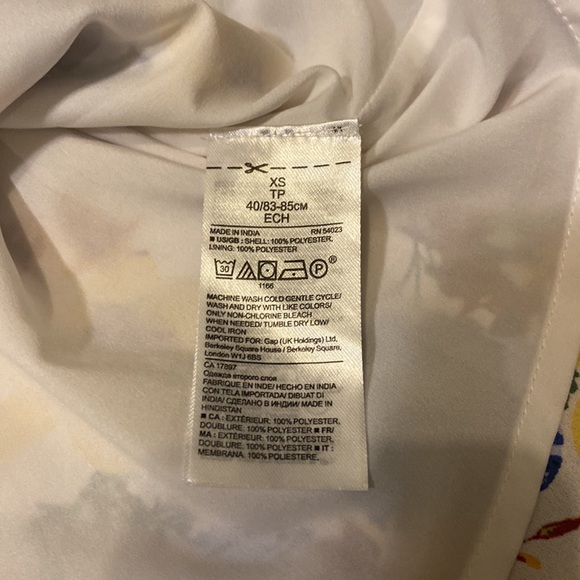 XS
TP
40/83-85CM
ECH
MADE IN INDIA RN 54023
■ US/GB : SHELL: 100% POLYESTER,
LINING: 100% POLYESTER
30 P
1166
MACHINE WASH COLD GENTLE CYCLE/
WASH AND DRY WITH LIKE COLORS/
ONLY NON-CHLORINE BLEACH
WHEN NEEDED/ TUMBLE DRY LOW/
COOL IRON
IMPORTED FOR: Gap (UK Holdings) Ltd.
Berkeley Square House / Berkeley Square,
London W1J 6BS
CA 17897
Одежда второго слоя
FABRIQUE EN INDE/ HECHO EN INDIA
CON TELA IMPORTADA/ DIBUAT DI
INDIA/ СДЕЛАНО В ИНДИИ/ MADE IN
HINDISTAN
■ CA : EXTÉRIEUR: 100% POLYESTER,
DOUBLURE: 100% POLYESTER ■ FR/
MA : EXTÉRIEUR: 100% POLYESTER,
DOUBLURE: 100% POLYESTER ■ IT :
MEMBRANA: 100% POLIESTERE,